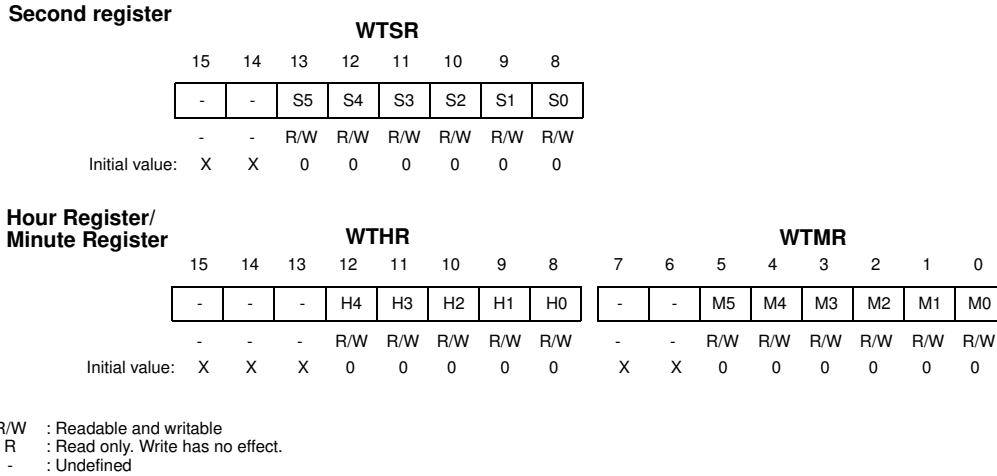 Second register
WTSR
15 14 13 12 11 10 9 8
- - S5 S4 S3 S2 S1 S0
- - R/W R/W R/W R/W R/W R/W
Initial value: X X 0 0 0 0 0 0
Hour Register/
Minute Register
WTHR WTMR
15 14 13 12 11 10 9 8 7 6 5 4 3 2 1 0
- - - H4 H3 H2 H1 H0 - - M5 M4 M3 M2 M1 M0
- - - R/W R/W R/W R/W R/W - - R/W R/W R/W R/W R/W R/W
Initial value: X X X 0 0 0 0 0 X X 0 0 0 0 0 0
R/W : Readable and writable
R : Read only. Write has no effect.
- : Undefined